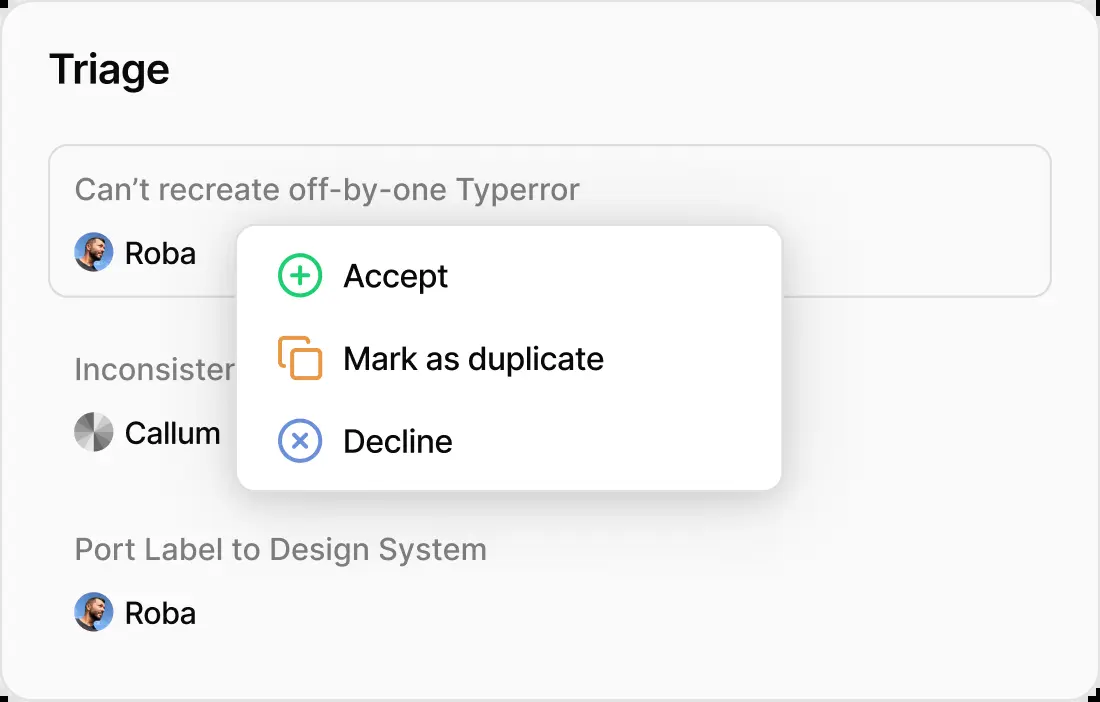 Triage
Can’t recreate off-by-one Typerror
Roba
Accept
Mark as duplicate
Callum
Decline
Port Label to Design System
Roba